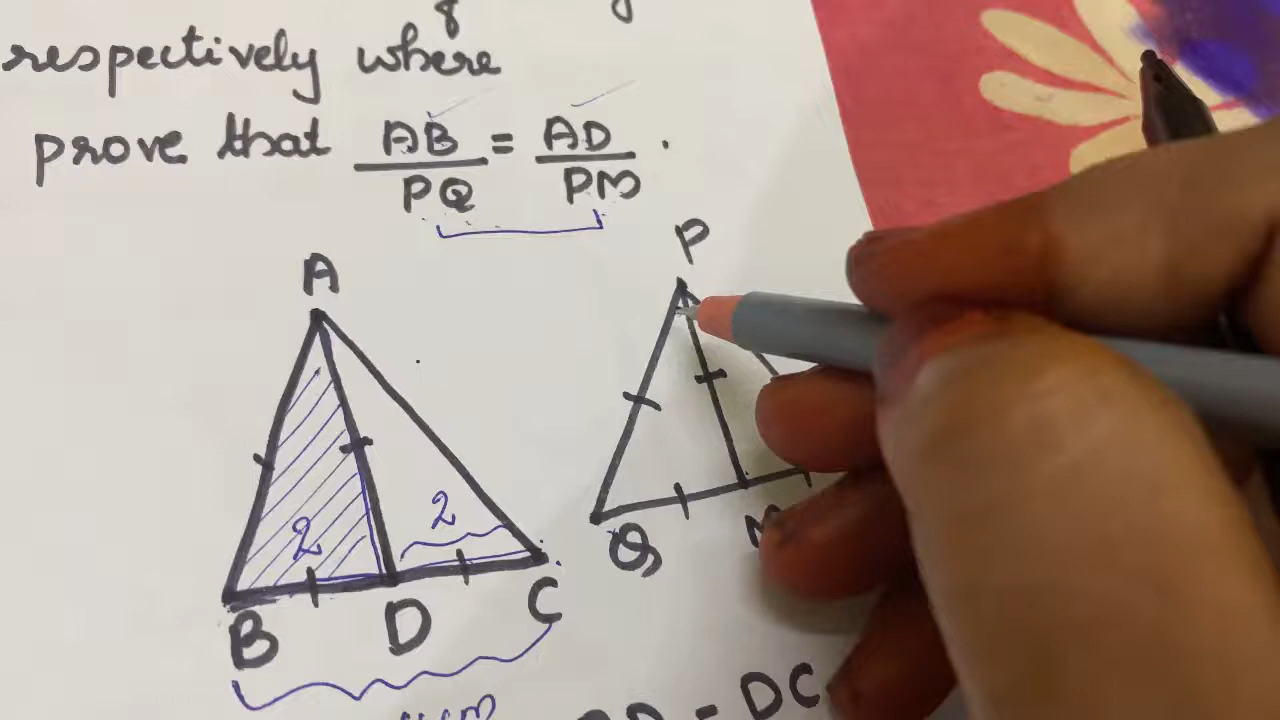 respectively where
prove that AB/PQ = AD/PM.
A
P
2
2
B
D
C
Q
M
= DC